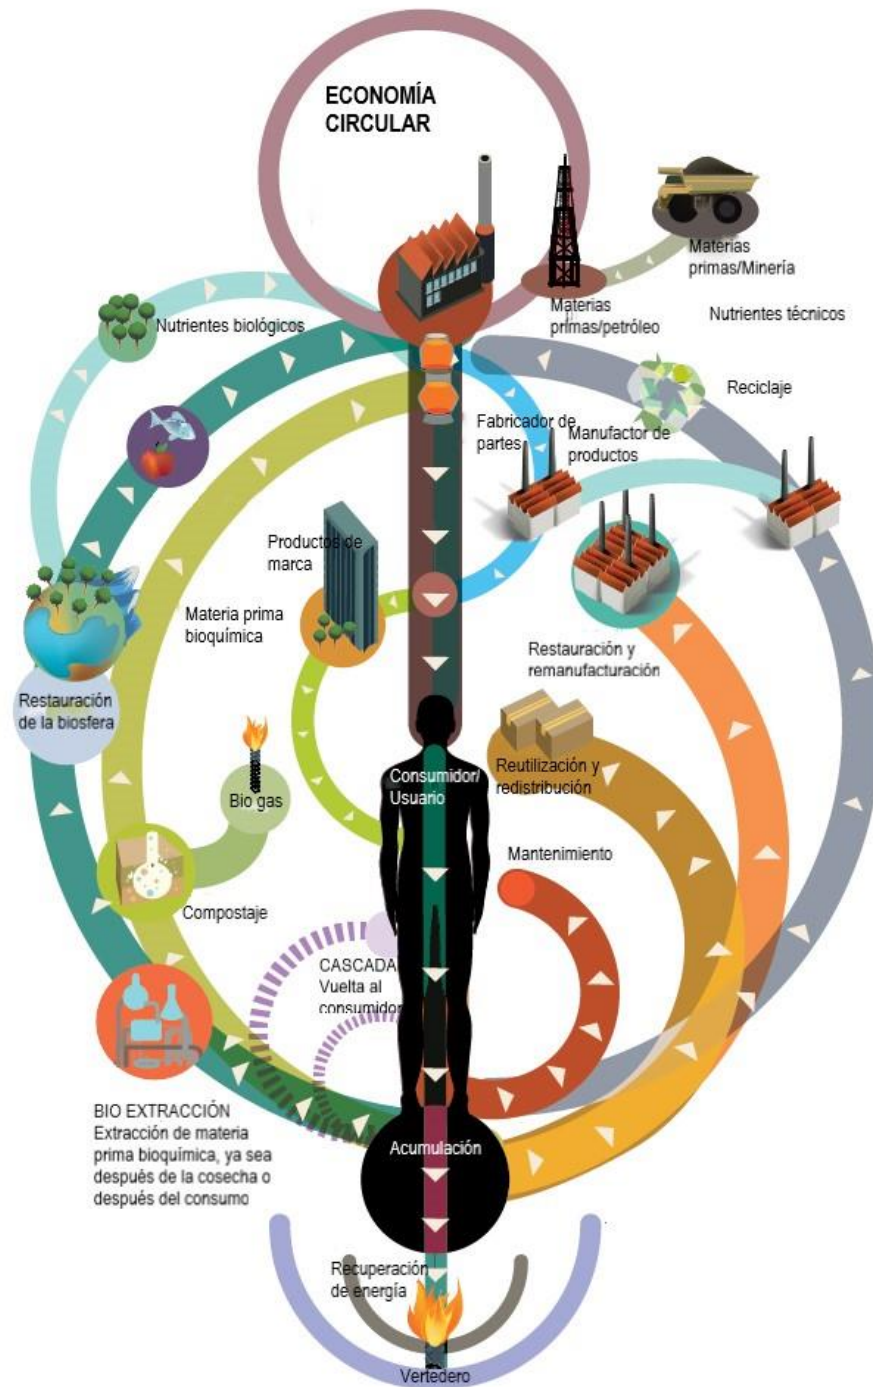 ECONOMÍA
CIRCULAR
Materias
primas/Minería
Materias
primas/petróleo
Nutrientes técnicos
Nutrientes biológicos
Reciclaje
Fabricador de
partes
Manufactor de
productos
Productos de
marca
Materia prima
bioquímica
Restauración y
remanufacturación
Restauración
de la biosfera
Consumidor/
Usuario
Reutilización y
redistribución
Bio gas
Mantenimiento
Compostaje
CASCADA
Vuelta al
consumidor
BIO EXTRACCIÓN
Extracción de materia
prima bioquímica, ya sea
después de la cosecha o
después del consumo
Acumulación
Recuperación
de energía
Vertedero